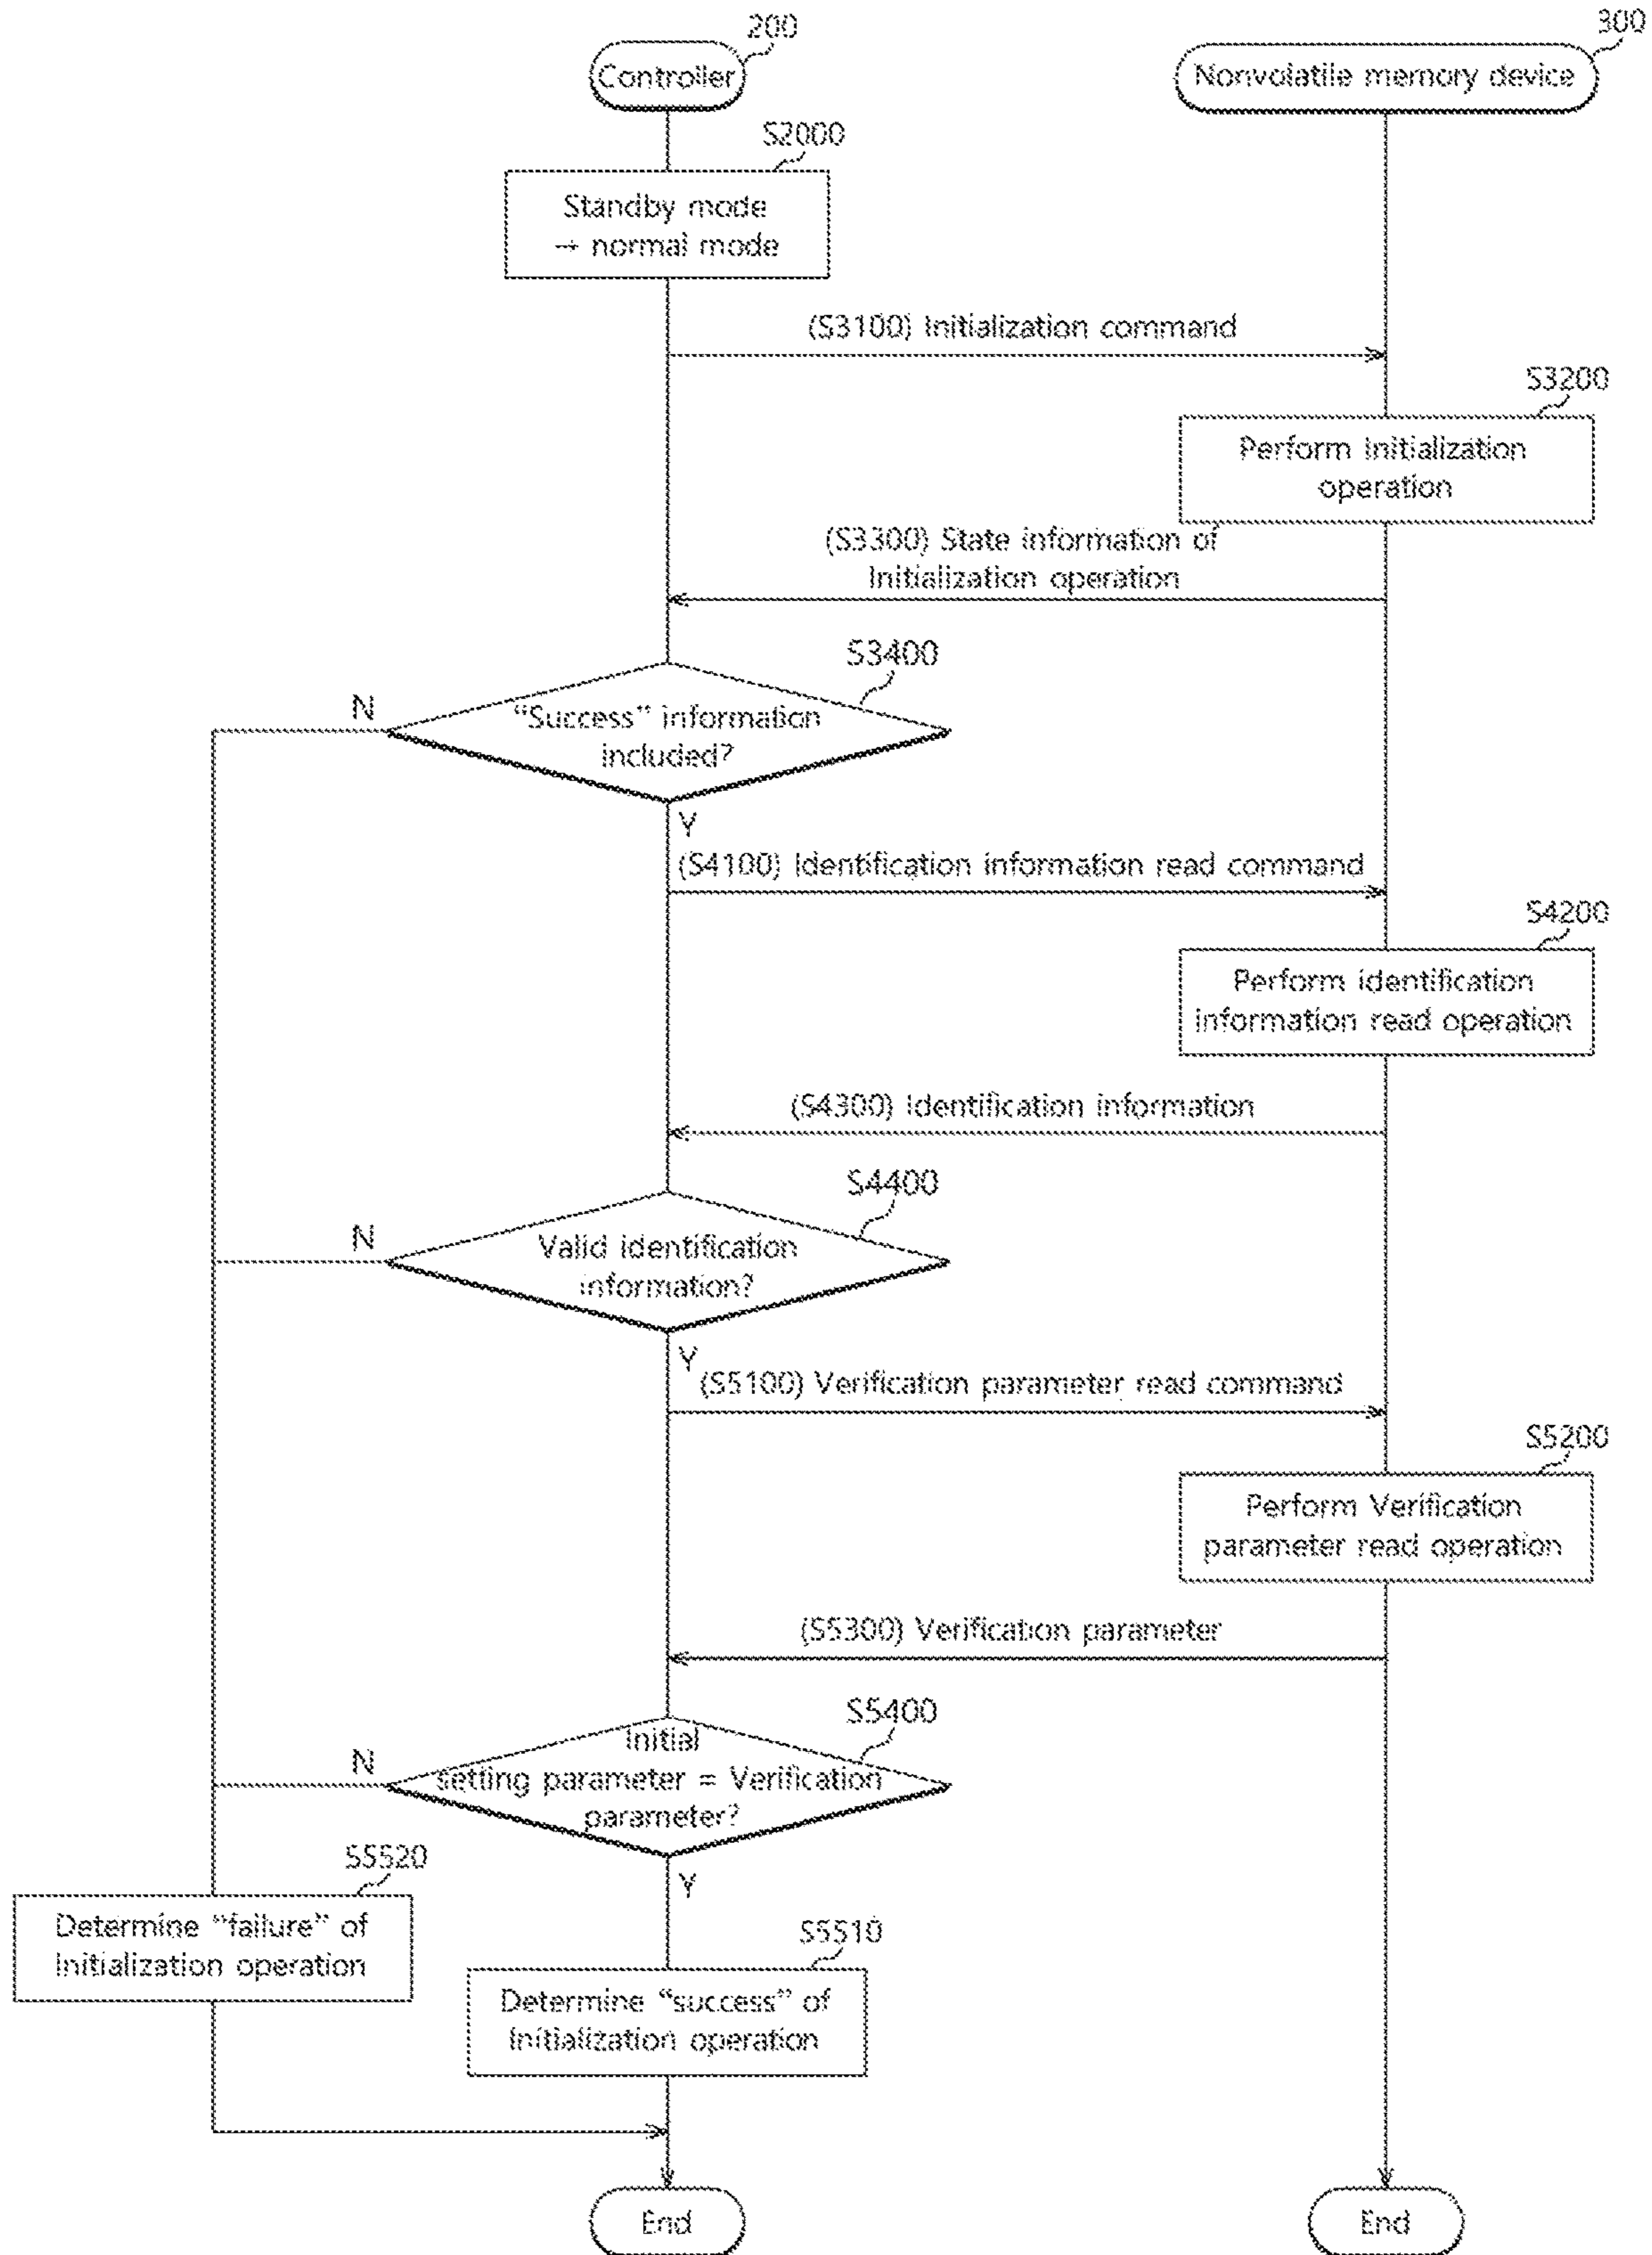 200
300
Controller
Nonvolatile memory device
S2000
Standby mode
→ normal mode
(S3100) Initialization command
S3200
Perform Initialization
operation
(S3300) State information of
Initialization operation
S3400
N
"Success" information
included?
Y
(S4100) Identification information read command
S4200
Perform identification
information read operation
(S4300) Identification information
S4400
N
Valid identification
information?
Y
(S5100) Verification parameter read command
S5200
Perform Verification
parameter read operation
(S5300) Verification parameter
S5400
Initial
N
setting parameter = Verification
parameter?
S5520
Y
Determine "failure" of
Initialization operation
S5510
Determine "success" of
Initialization operation
End
End